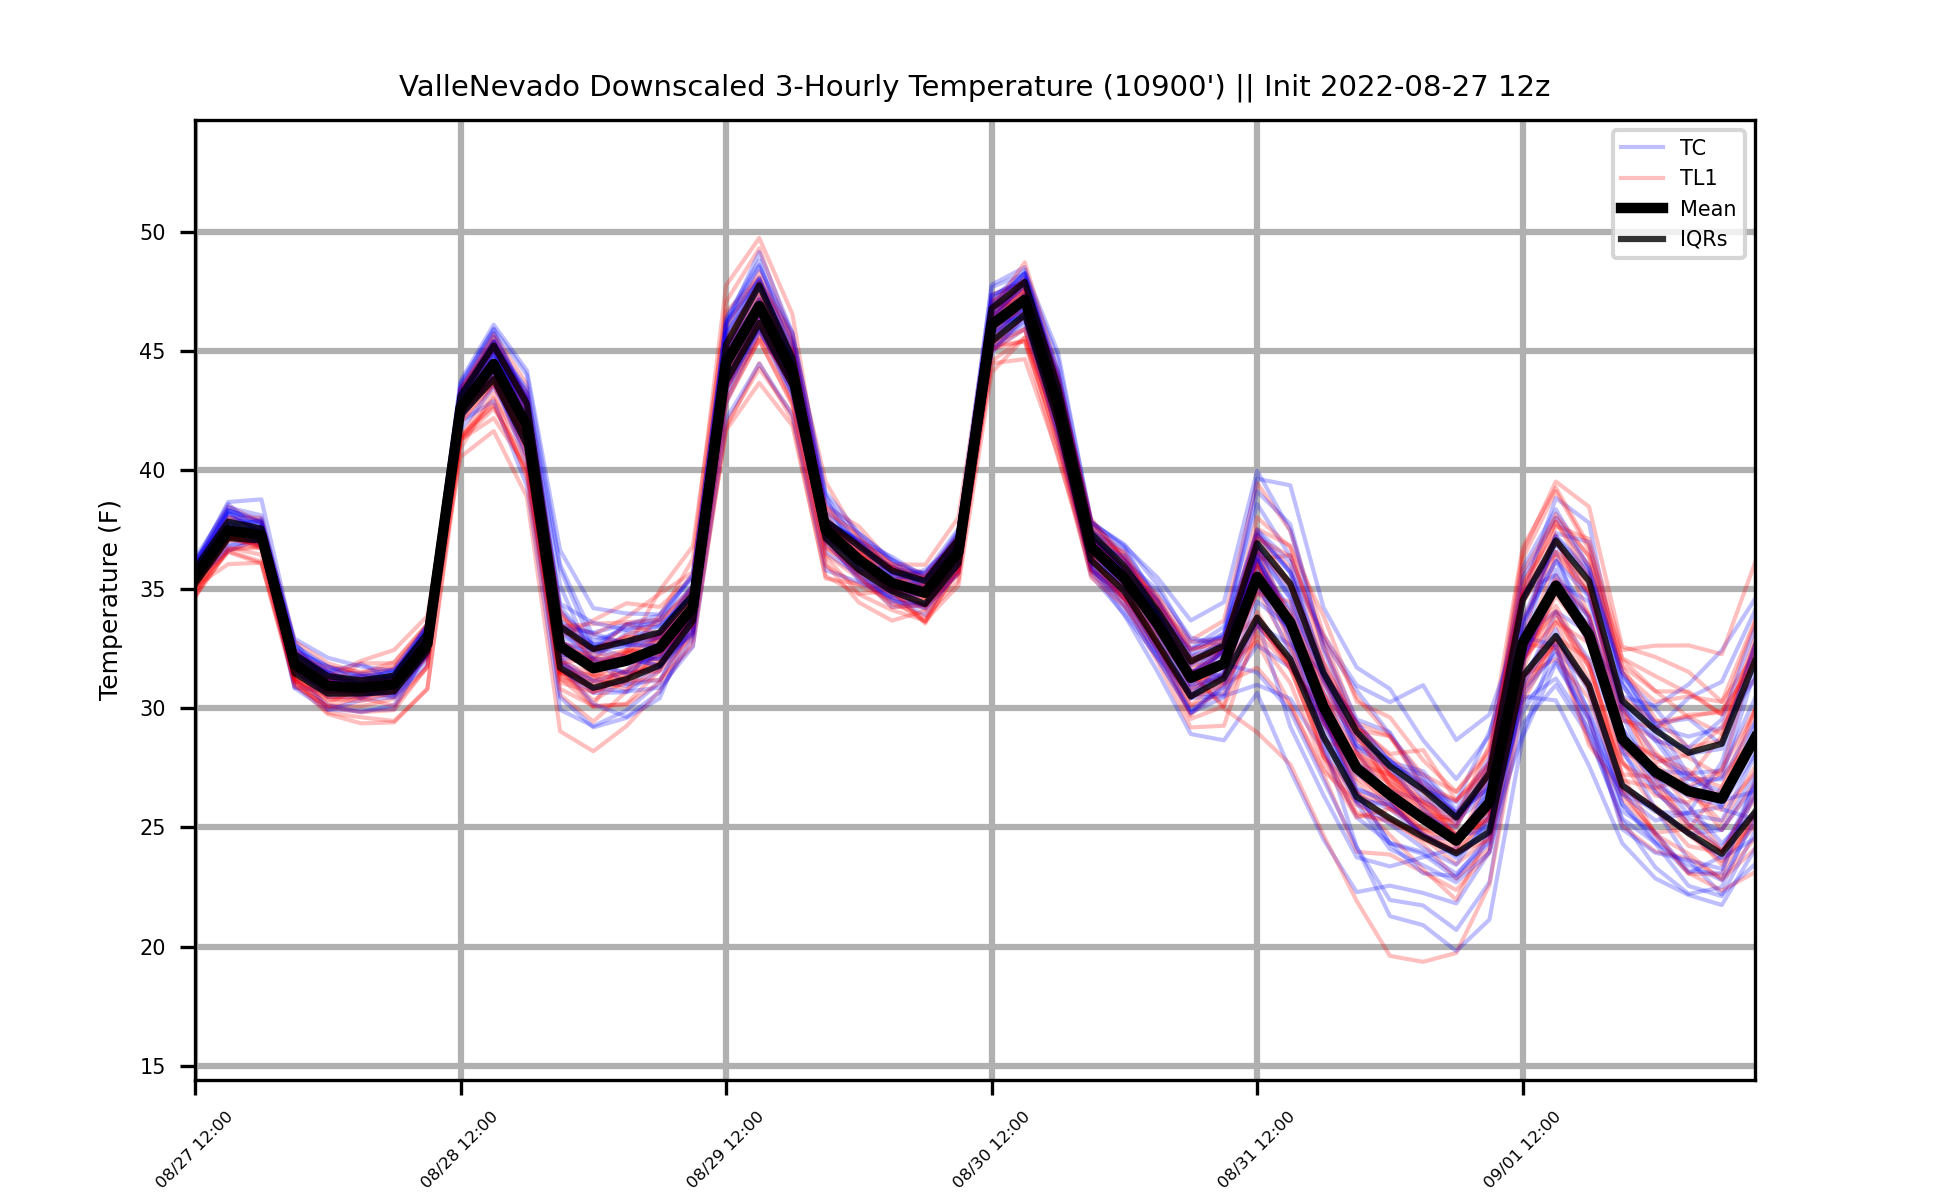 ValleNevado Downscaled 3-Hourly Temperature (10900') || Init 2022-08-27 12z
TC
TL1
Mean
IQRs
Temperature (F)
50
45
40
35
30
25
20
15
08/27 12:00
08/28 12:00
08/29 12:00
08/30 12:00
08/31 12:00
09/01 12:00